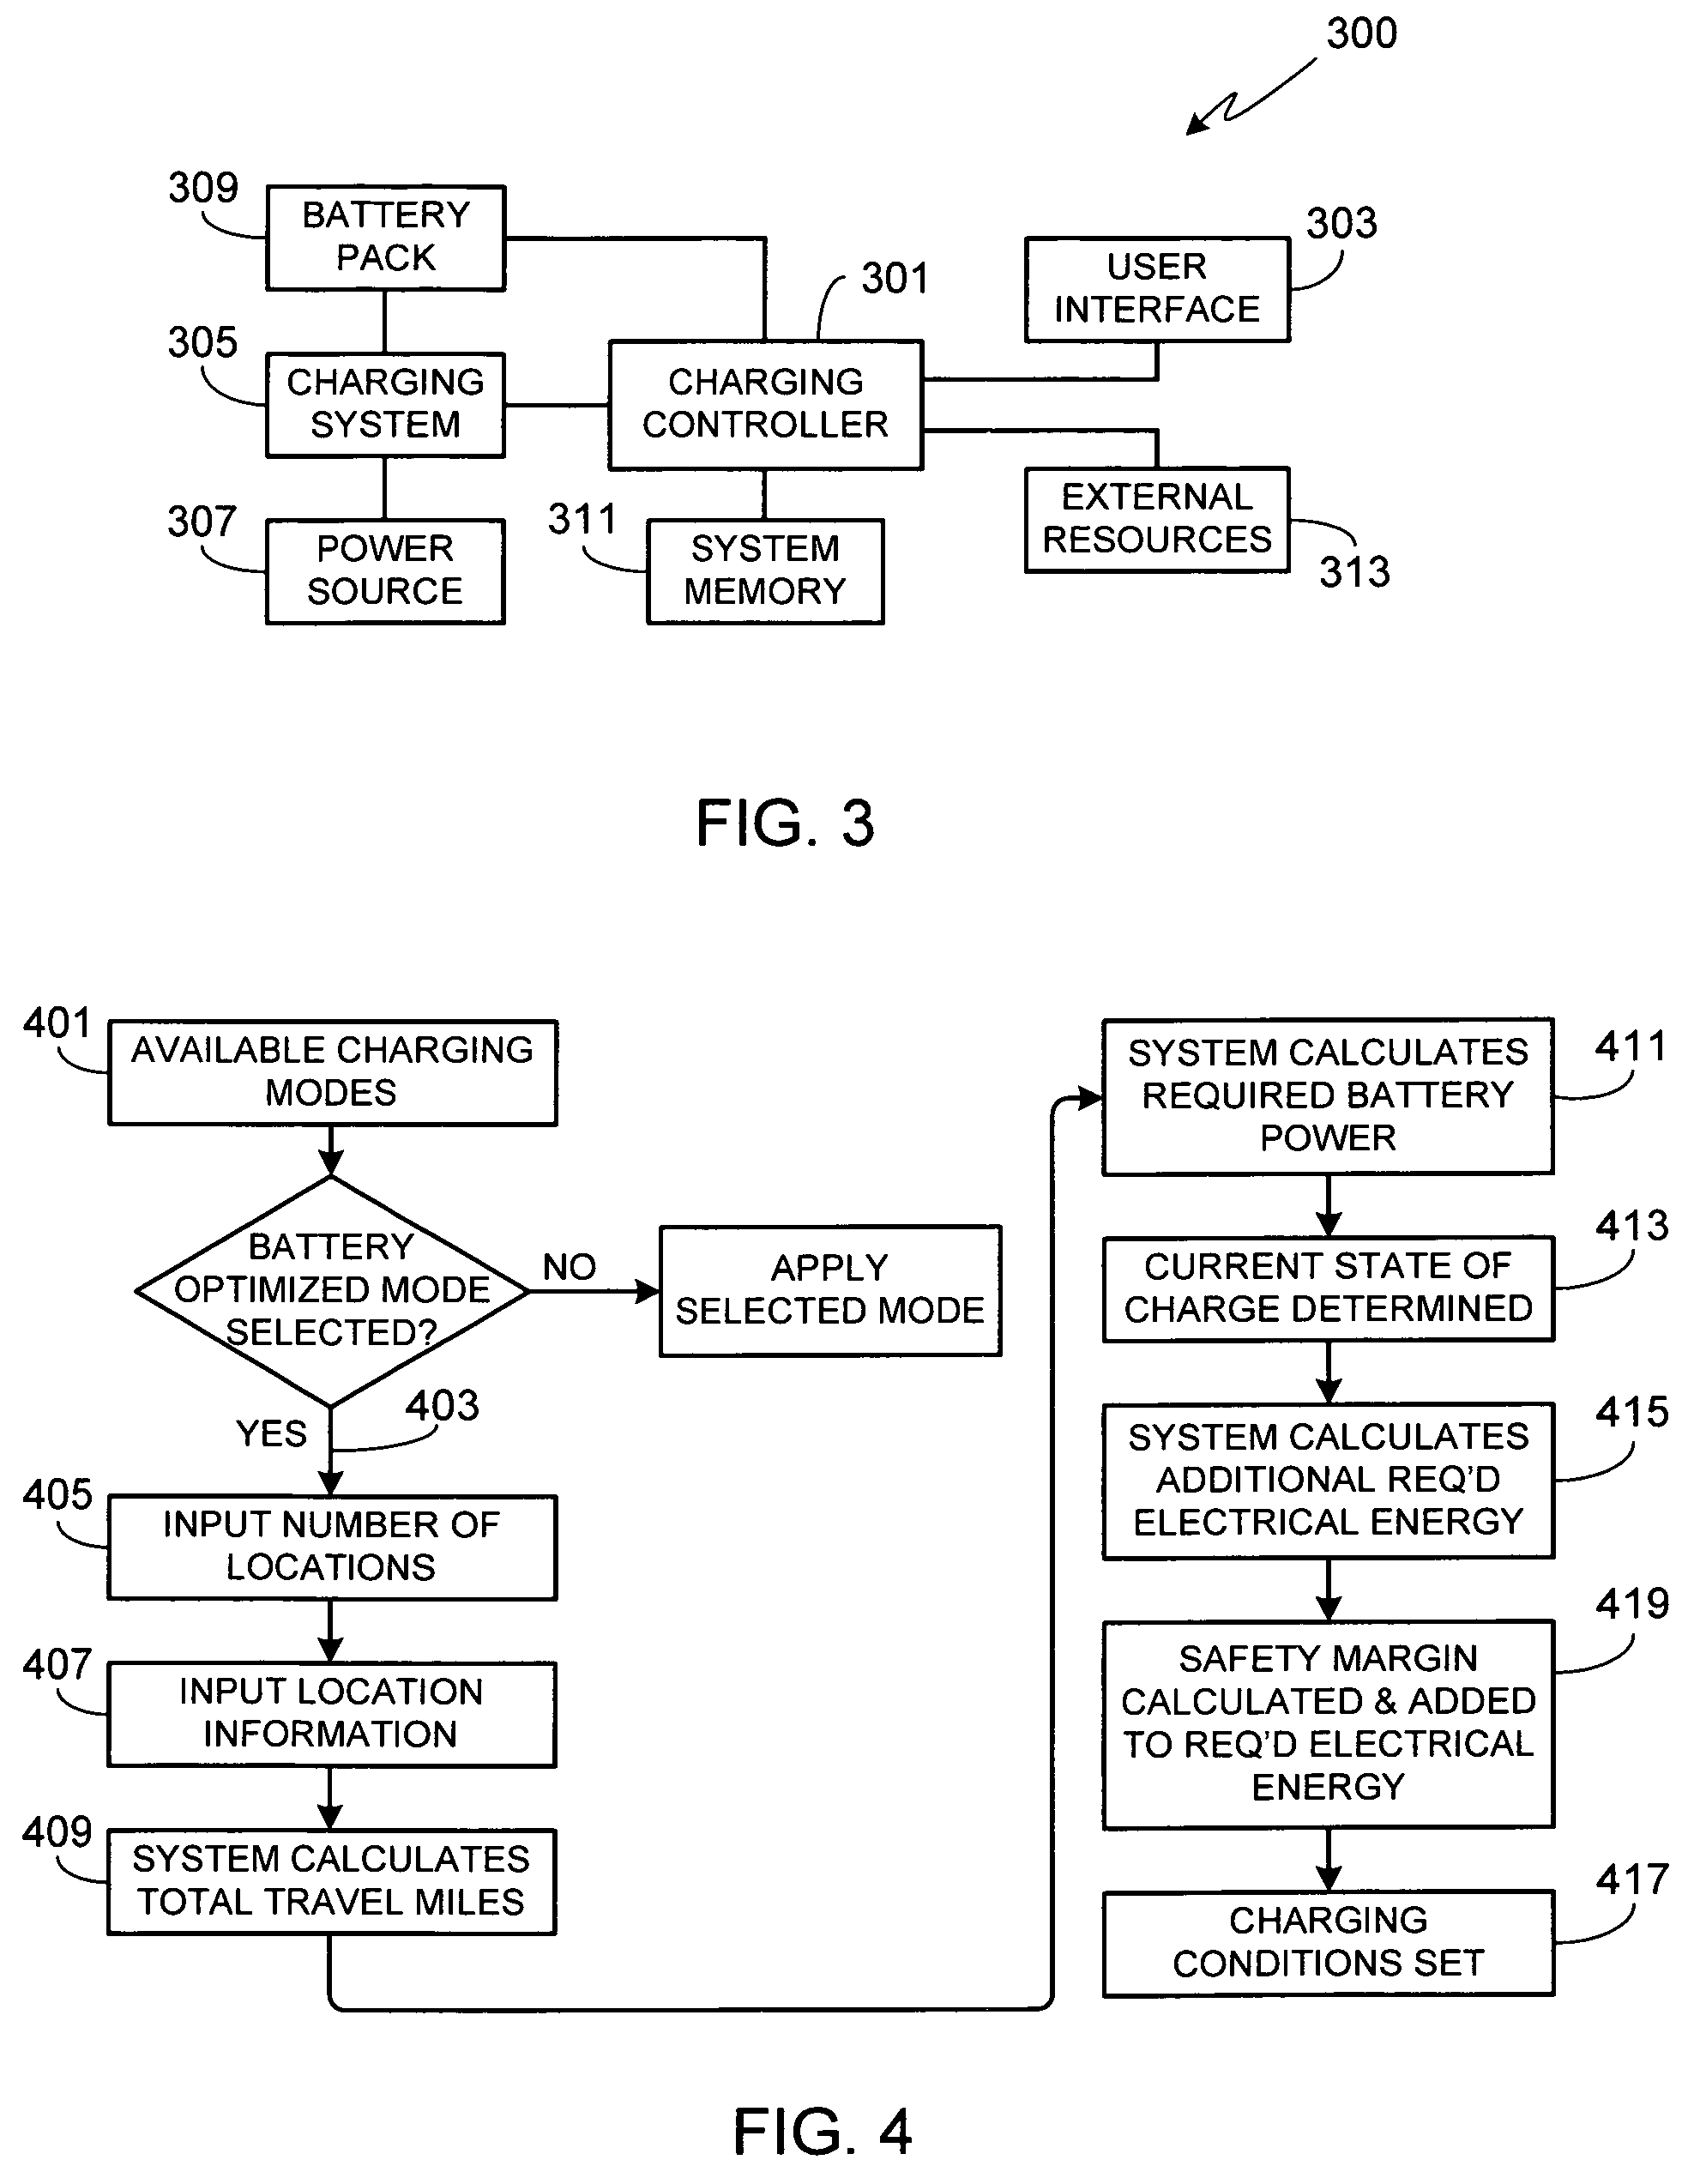 300
309
BATTERY
PACK
303
USER
INTERFACE
301
305
CHARGING
SYSTEM
CHARGING
CONTROLLER
307
POWER
SOURCE
311
SYSTEM
MEMORY
EXTERNAL
RESOURCES
313
FIG. 3
401
AVAILABLE CHARGING
MODES
BATTERY
OPTIMIZED MODE
SELECTED?
NO
APPLY
SELECTED MODE
YES
403
405
INPUT NUMBER OF
LOCATIONS
407
INPUT LOCATION
INFORMATION
409
SYSTEM CALCULATES
TOTAL TRAVEL MILES
411
SYSTEM CALCULATES
REQUIRED BATTERY
POWER
413
CURRENT STATE OF
CHARGE DETERMINED
415
SYSTEM CALCULATES
ADDITIONAL REQ'D
ELECTRICAL ENERGY
419
SAFETY MARGIN
CALCULATED & ADDED
TO REQ'D ELECTRICAL
ENERGY
417
CHARGING
CONDITIONS SET
FIG. 4